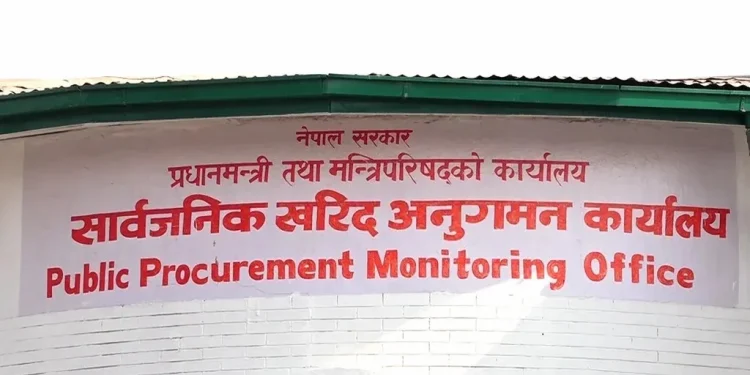 नेपाल सरकार
प्रधानमन्त्री तथा मन्त्रिपरिषद्को कार्यालय
सार्वजनिक खरिद अनुगमन कार्यालय
Public Procurement Monitoring Office